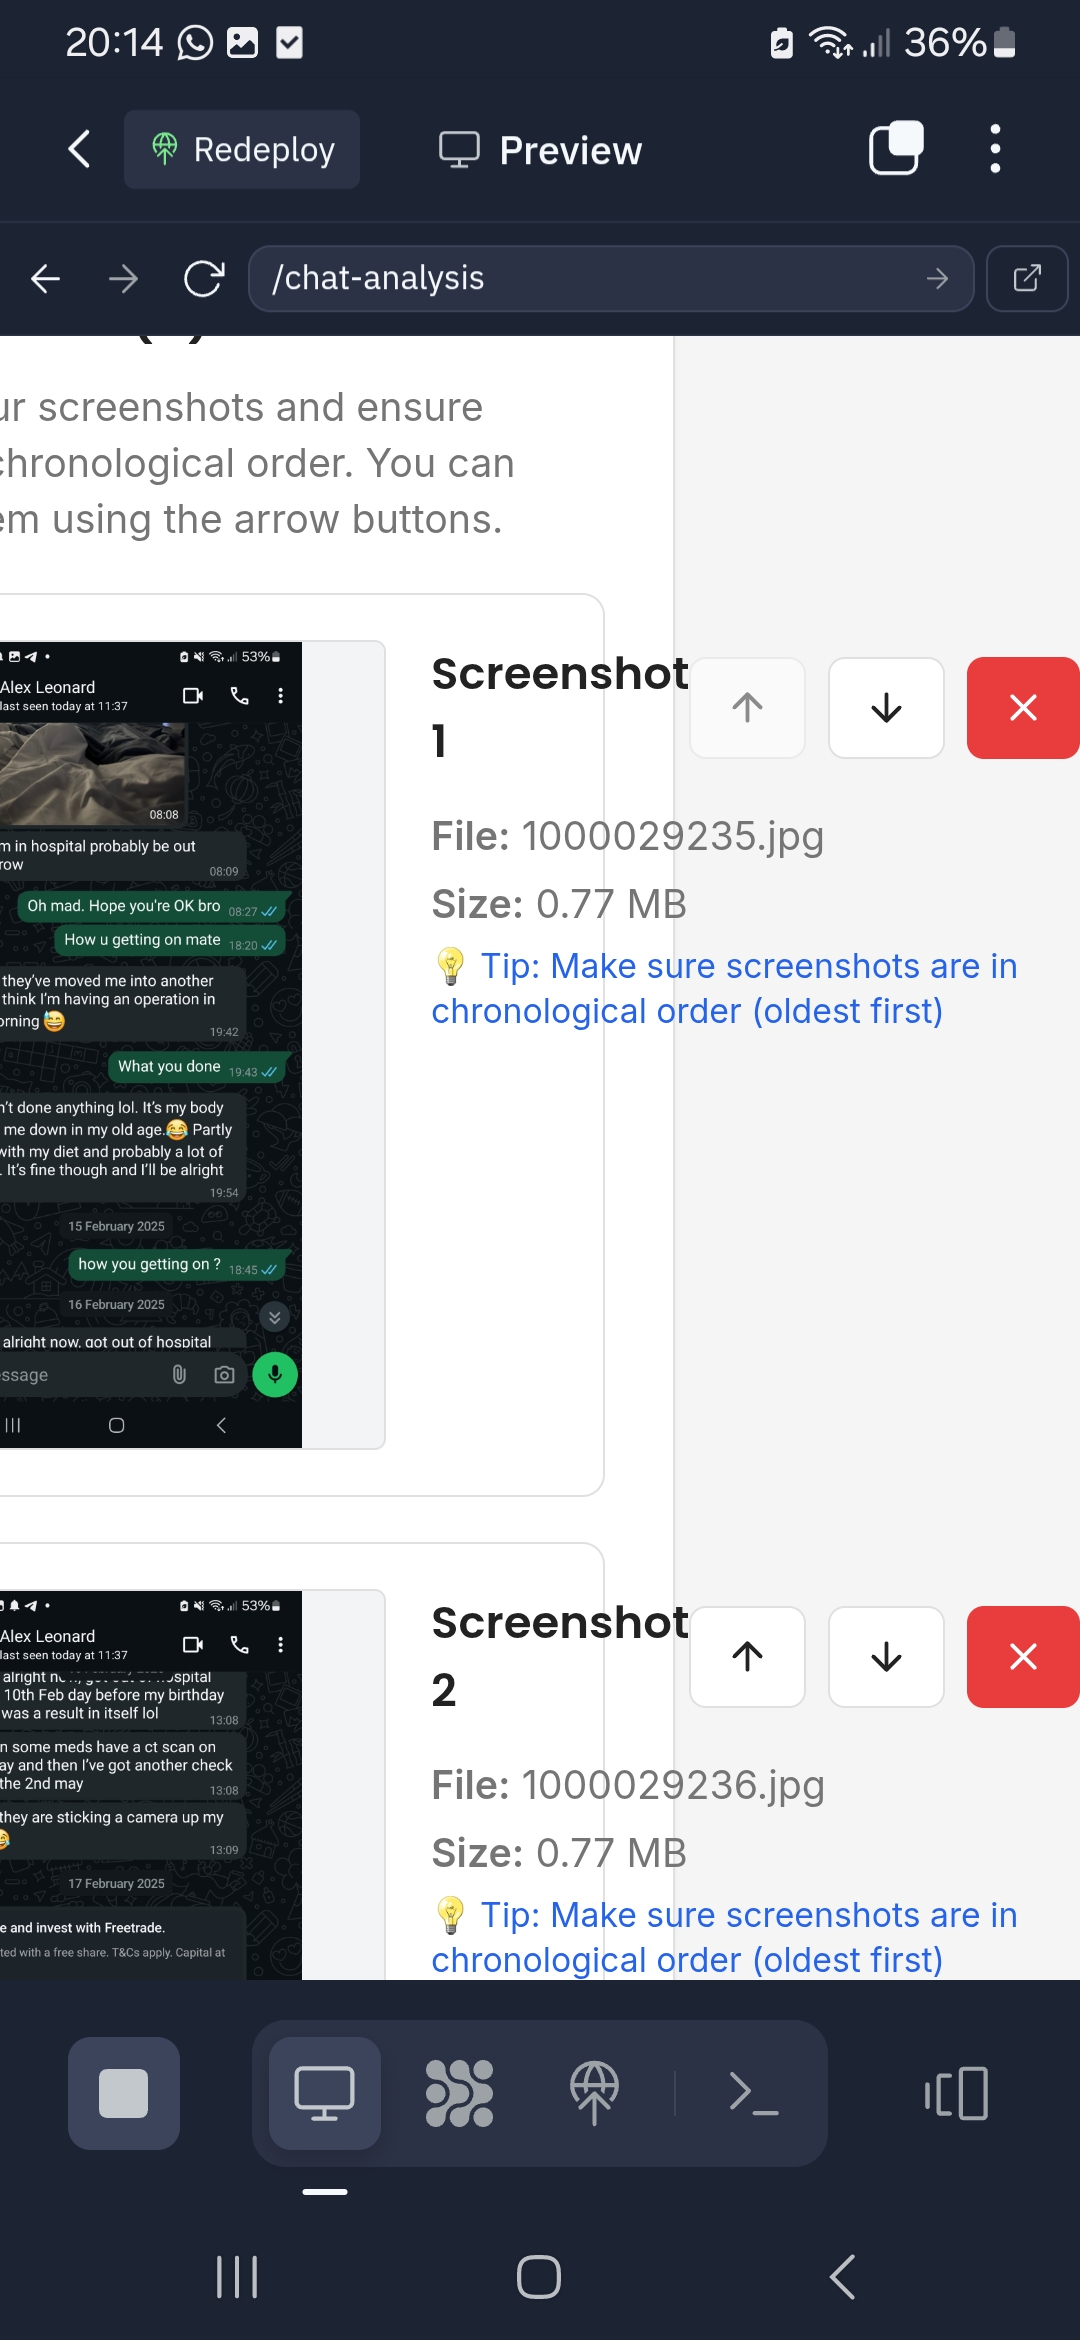 20:14
36%
Redeploy
Preview
/chat-analysis
ur screenshots and ensure
chronological order. You can
em using the arrow buttons.
53%
Alex Leonard
last seen today at 11:37
08:08
m in hospital probably be out
row
08:09
Oh mad. Hope you're OK bro 08:27
How u getting on mate 18:20
they've moved me into another
think I'm having an operation in
orning 😅
19:42
What you done 19:43
n't done anything lol. It's my body
me down in my old age.😂 Partly
with my diet and probably a lot of
. It's fine though and I'll be alright
19:54
15 February 2025
how you getting on ? 18:45
16 February 2025
alright now, got out of hospital
essage
Screenshot
1
File: 1000029235.jpg
Size: 0.77 MB
💡 Tip: Make sure screenshots are in
chronological order (oldest first)
53%
Alex Leonard
last seen today at 11:37
10th Feb day before my birthday
was a result in itself lol
13:08
n some meds have a ct scan on
ay and then I've got another check
the 2nd may
13:08
they are sticking a camera up my
13:09
17 February 2025
e and invest with Freetrade.
ted with a free share. T&Cs apply. Capital at
Screenshot
2
File: 1000029236.jpg
Size: 0.77 MB
💡 Tip: Make sure screenshots are in
chronological order (oldest first)